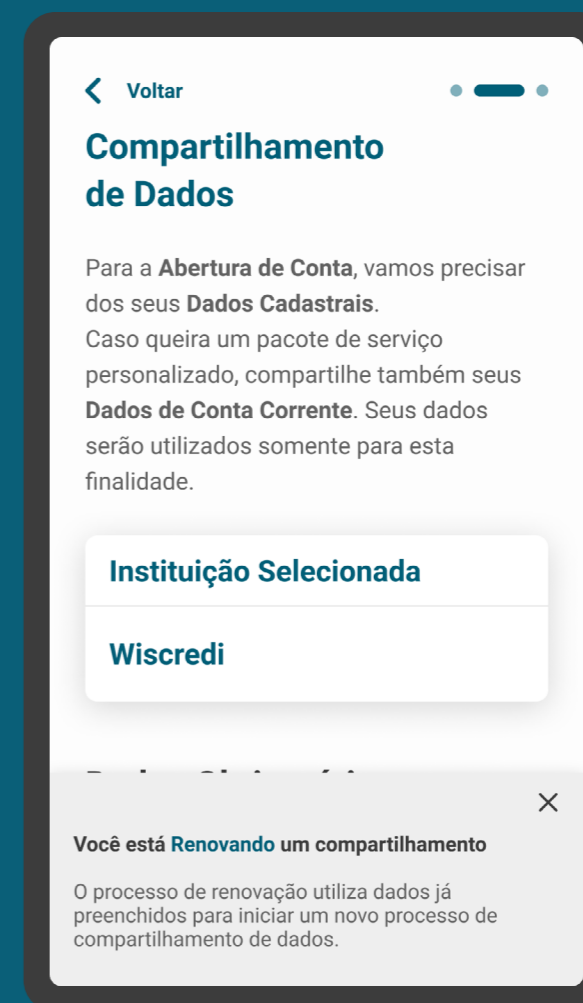 Voltar
Compartilhamento
de Dados
Para a Abertura de Conta, vamos precisar
dos seus Dados Cadastrais.
Caso queira um pacote de serviço
personalizado, compartilhe também seus
Dados de Conta Corrente. Seus dados
serão utilizados somente para esta
finalidade.
Instituição Selecionada
Wiscredi
Você está Renovando um compartilhamento
O processo de renovação utiliza dados já
preenchidos para iniciar um novo processo de
compartilhamento de dados.